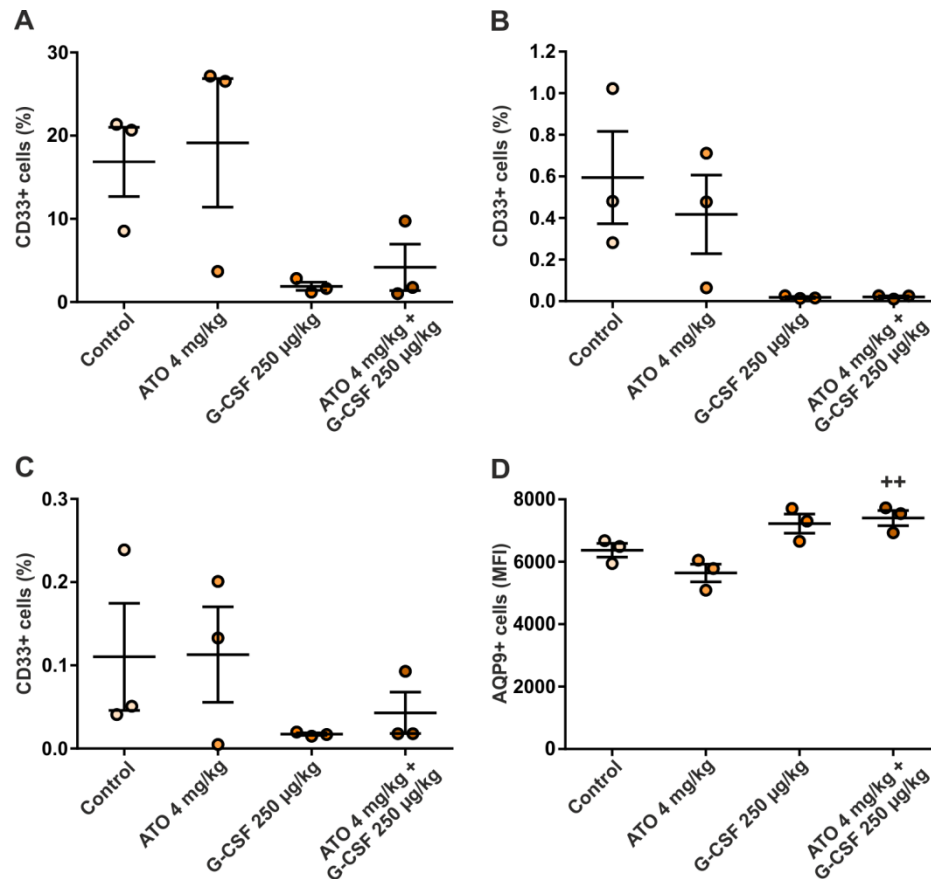 A
CD33+ cells (%)
30
20
10
0
Control
ATO 4 mg/kg
G-CSF 250 µg/kg
ATO 4 mg/kg +
G-CSF 250 µg/kg
B
CD33+ cells (%)
1.2
1.0
0.8
0.6
0.4
0.2
0.0
Control
ATO 4 mg/kg
G-CSF 250 µg/kg
ATO 4 mg/kg +
G-CSF 250 µg/kg
C
CD33+ cells (%)
0.3
0.2
0.1
0.0
Control
ATO 4 mg/kg
G-CSF 250 µg/kg
ATO 4 mg/kg +
G-CSF 250 µg/kg
D
AQP9+ cells (MFI)
8000
6000
4000
2000
0
++
Control
ATO 4 mg/kg
G-CSF 250 µg/kg
ATO 4 mg/kg +
G-CSF 250 µg/kg